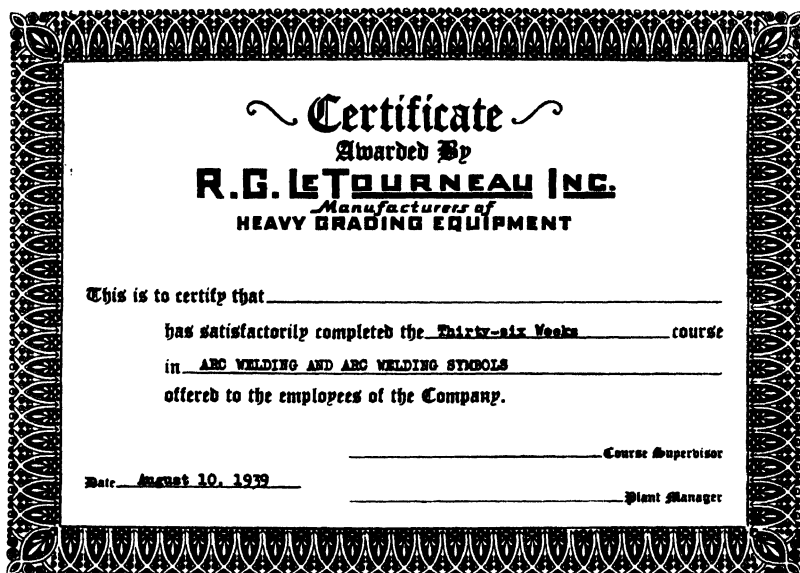 Certificate
Awarded By
R.G. LeTourneau Inc.
Manufacturers of
HEAVY GRADING EQUIPMENT
This is to certify that
has satisfactorily completed the Thirty-six Weeks course
in ARC WELDING AND ARC WELDING SYMBOLS
offered to the employees of the Company.
Course Supervisor
Date August 10, 1939
Plant Manager